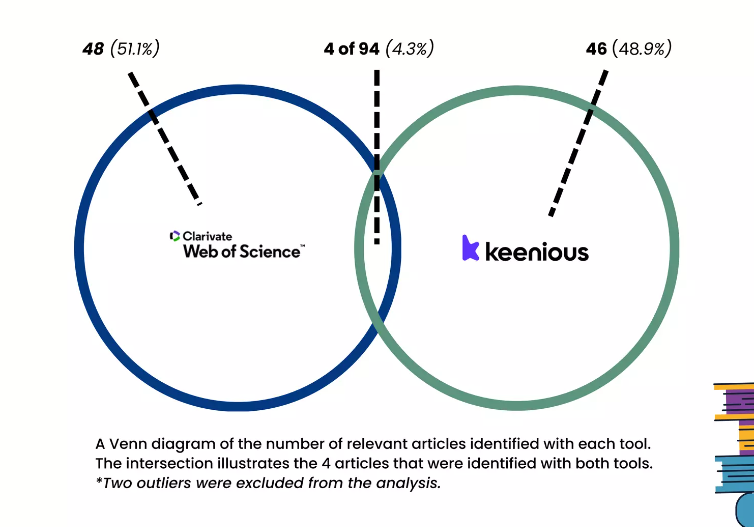 48 (51.1%)
4 of 94 (4.3%)
46 (48.9%)
Clarivate
Web of Science™
keenious
A Venn diagram of the number of relevant articles identified with each tool.
The intersection illustrates the 4 articles that were identified with both tools.
*Two outliers were excluded from the analysis.